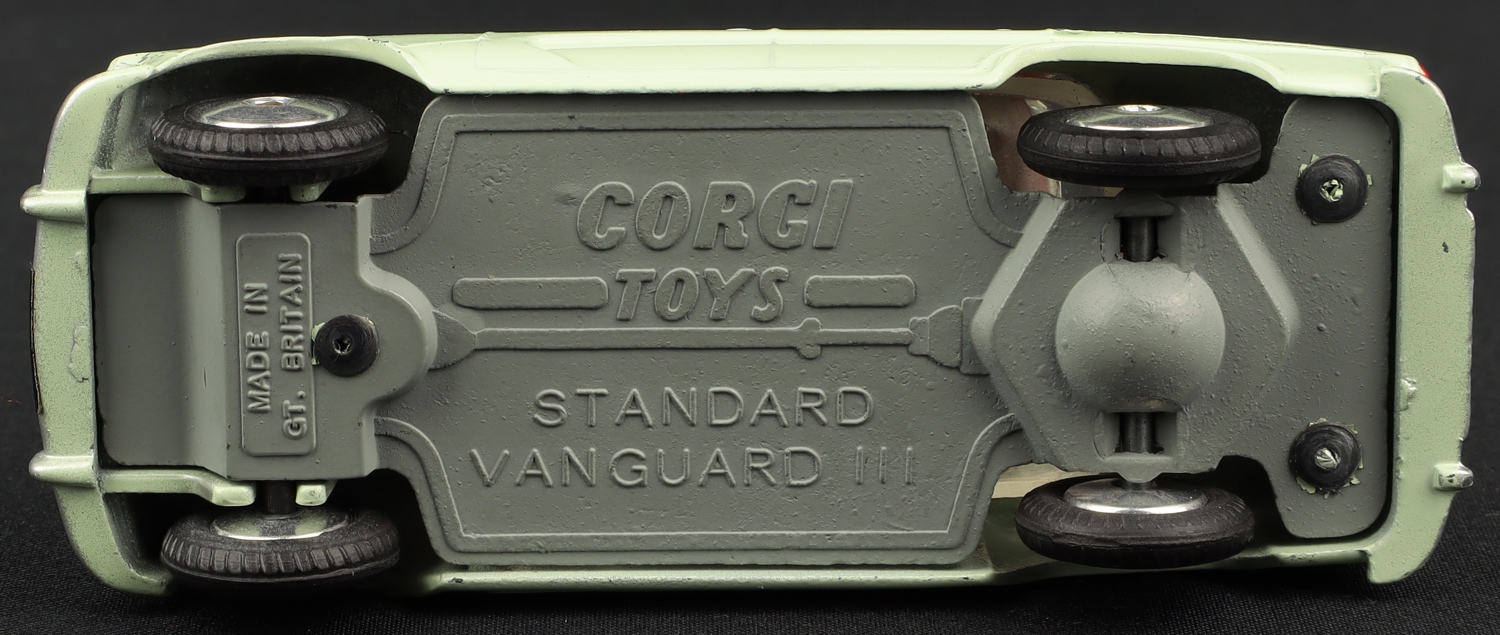 CORGI
TOYS
STANDARD
VANGUARD III
MADE IN
GT. BRITAIN